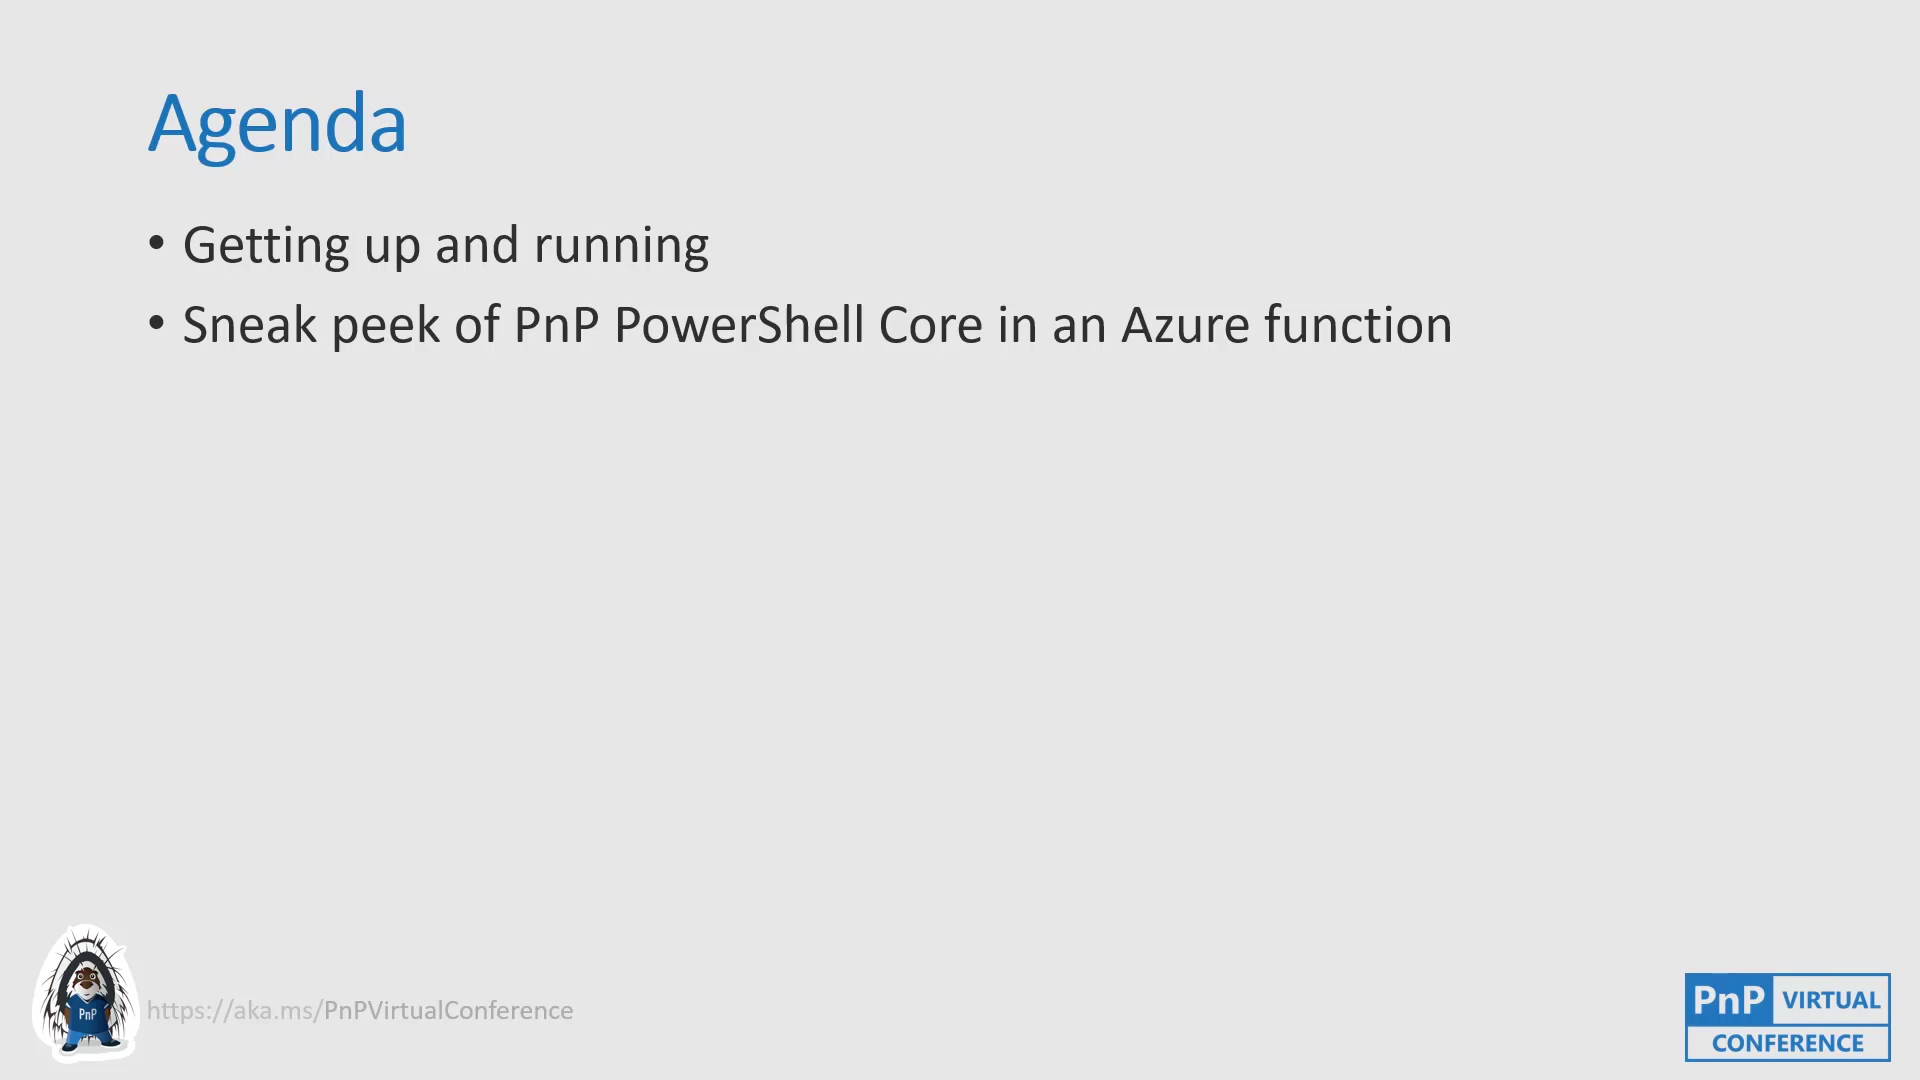 Agenda
• Getting up and running
• Sneak peek of PnP PowerShell Core in an Azure function
PnP
https://aka.ms/PnPVirtualConference
PnP VIRTUAL
CONFERENCE